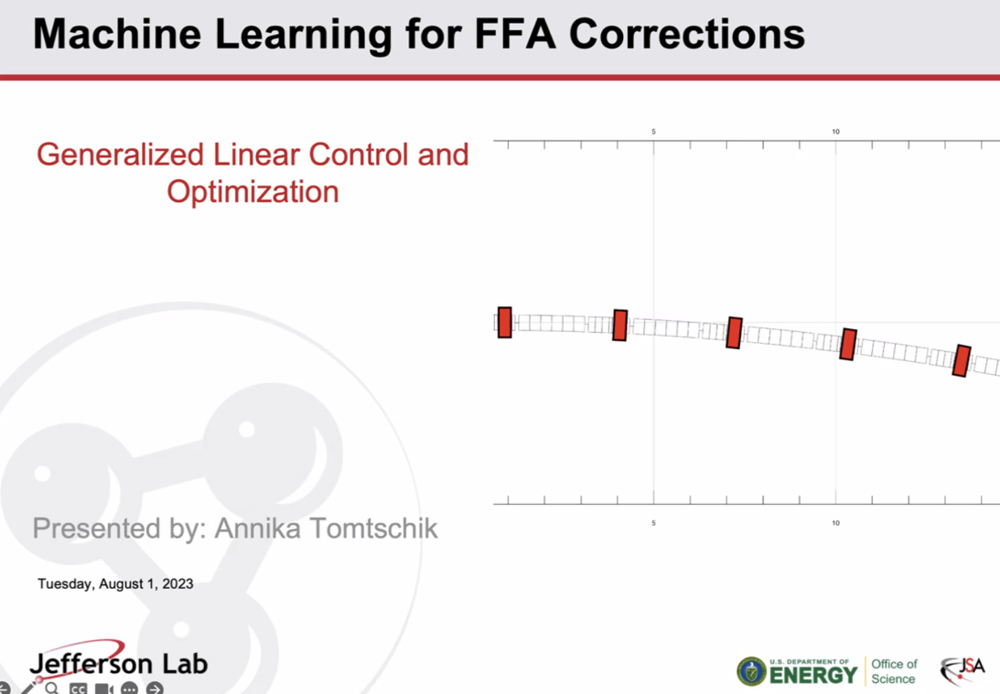 Machine Learning for FFA Corrections
Generalized Linear Control and
Optimization
5
10
5
10
Presented by: Annika Tomtschik
Tuesday, August 1, 2023
Jefferson Lab
CC
U.S. DEPARTMENT OF
ENERGY
Office of
Science
JSA